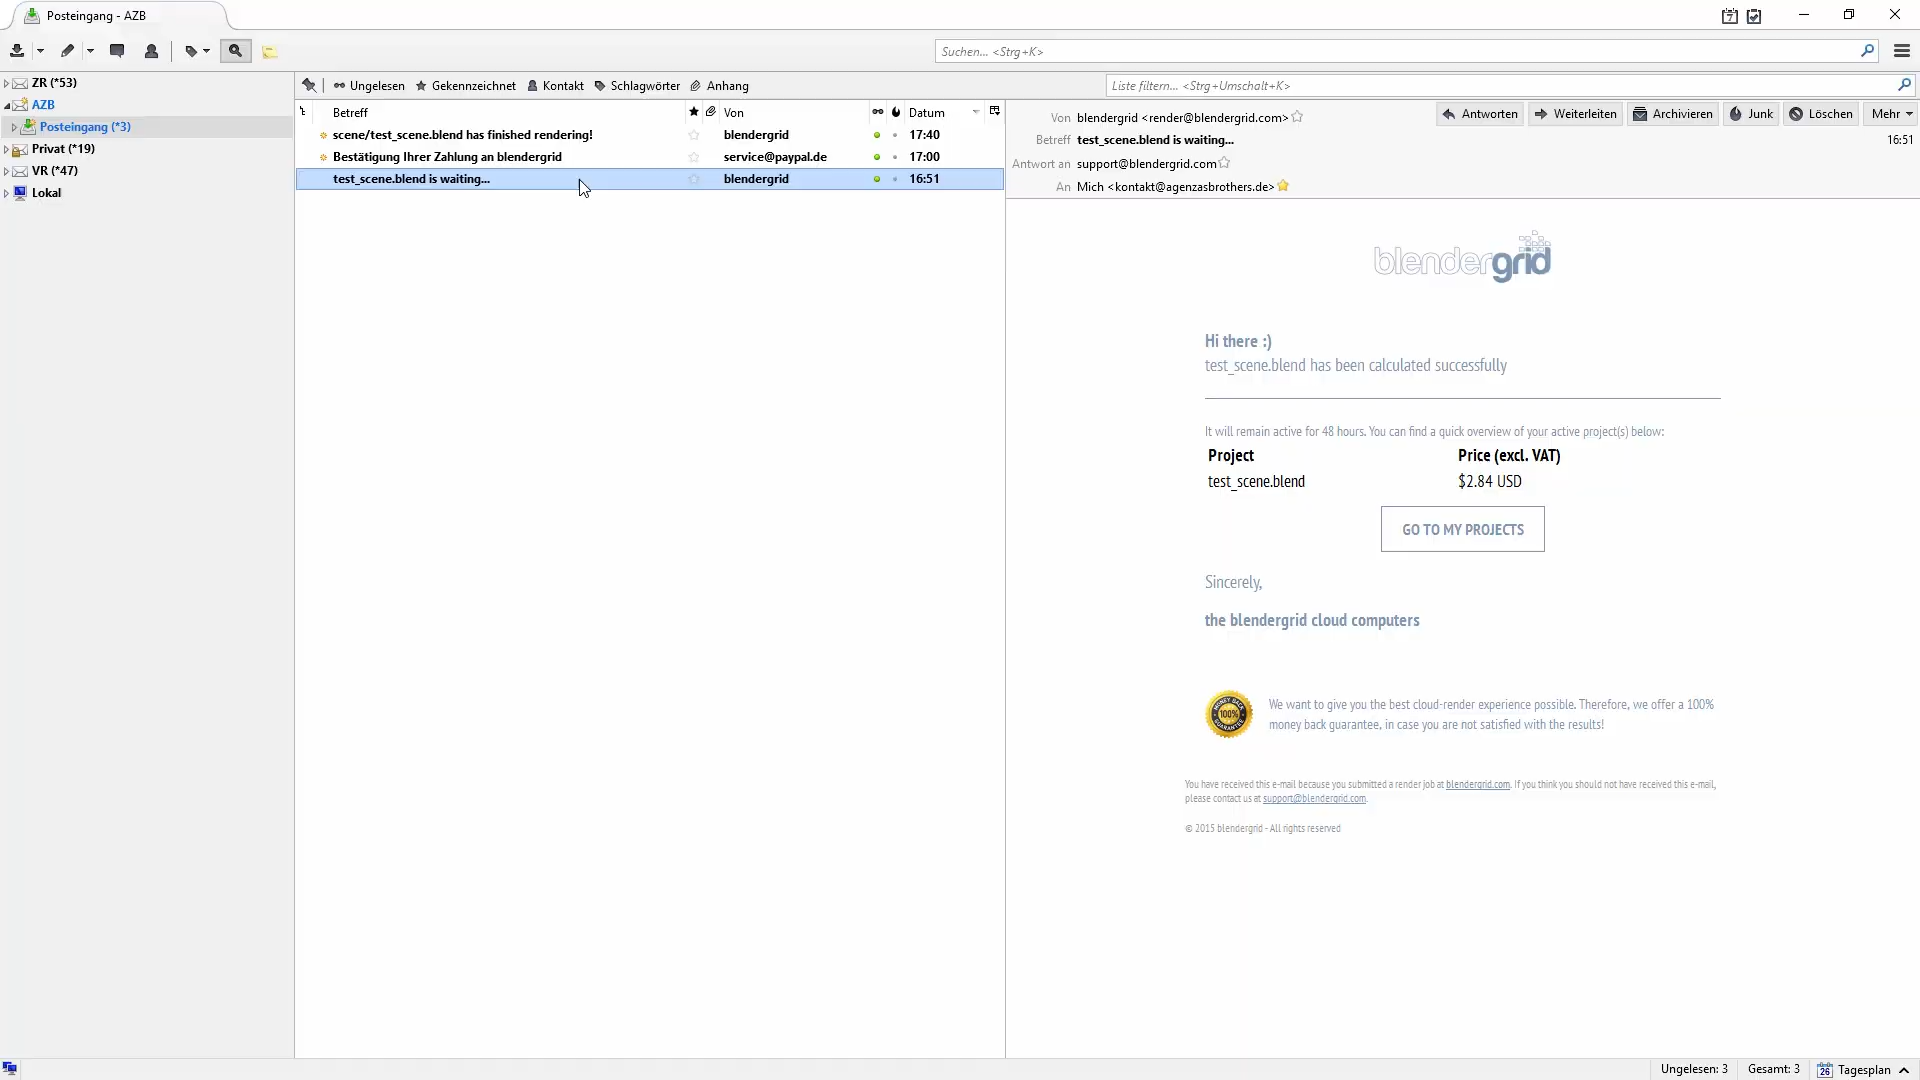 Posteingang - AZB
7
Suchen... <Strg+K>
ZR (*53)
AZB
Posteingang (*3)
Privat (*19)
VR (*47)
Lokal
Ungelesen Gekennzeichnet Kontakt Schlagwörter Anhang
Liste filtern... <Strg+Umschalt+K>
Betreff Von Datum
scene/test_scene.blend has finished rendering! blendergrid 17:40
Bestätigung Ihrer Zahlung an blendergrid service@paypal.de 17:00
test_scene.blend is waiting... blendergrid 16:51
Von blendergrid <render@blendergrid.com>
Antworten Weiterleiten Archivieren Junk Löschen Mehr
Betreff test_scene.blend is waiting... 16:51
Antwort an support@blendergrid.com
An Mich <kontakt@agenzasbrothers.de>
blendergrid
Hi there :)
test_scene.blend has been calculated successfully
It will remain active for 48 hours. You can find a quick overview of your active project(s) below:
Project Price (excl. VAT)
test_scene.blend $2.84 USD
GO TO MY PROJECTS
Sincerely,
the blendergrid cloud computers
MONEY BACK
100%
GUARANTEE
We want to give you the best cloud-render experience possible. Therefore, we offer a 100%
money back guarantee, in case you are not satisfied with the results!
You have received this e-mail because you submitted a render job at blendergrid.com. If you think you should not have received this e-mail,
please contact us at support@blendergrid.com.
© 2015 blendergrid - All rights reserved
Ungelesen: 3 Gesamt: 3 26 Tagesplan